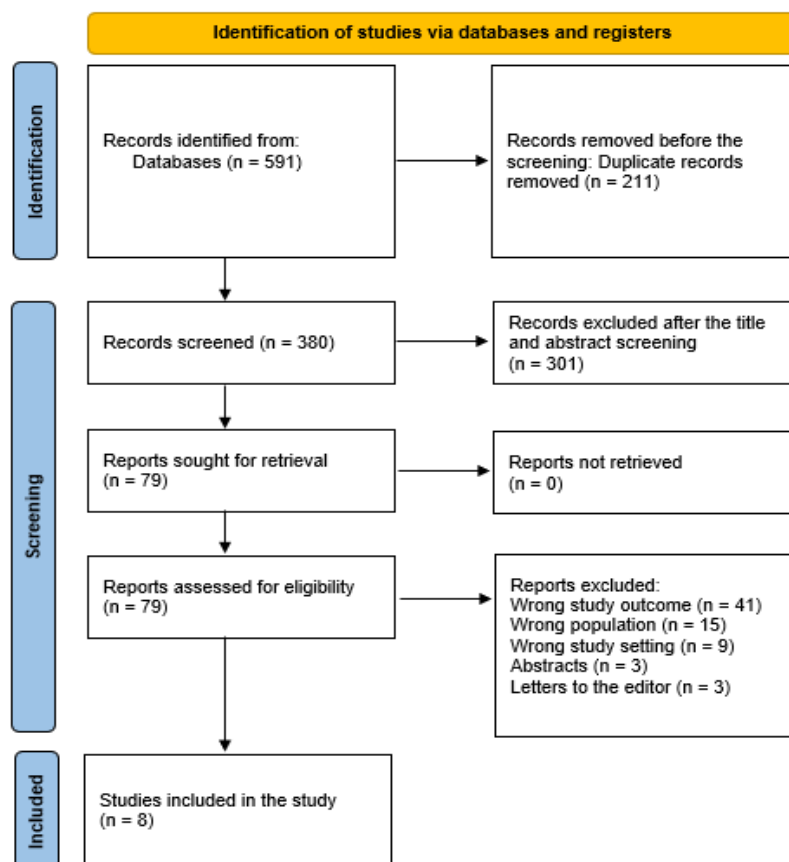 Identification of studies via databases and registers
Identification
Records identified from:
Databases (n = 591)
Records removed before the
screening: Duplicate records
removed (n = 211)
Screening
Records screened (n = 380)
Records excluded after the title
and abstract screening
(n = 301)
Reports sought for retrieval
(n = 79)
Reports not retrieved
(n = 0)
Reports assessed for eligibility
(n = 79)
Reports excluded:
Wrong study outcome (n = 41)
Wrong population (n = 15)
Wrong study setting (n = 9)
Abstracts (n = 3)
Letters to the editor (n = 3)
Included
Studies included in the study
(n = 8)